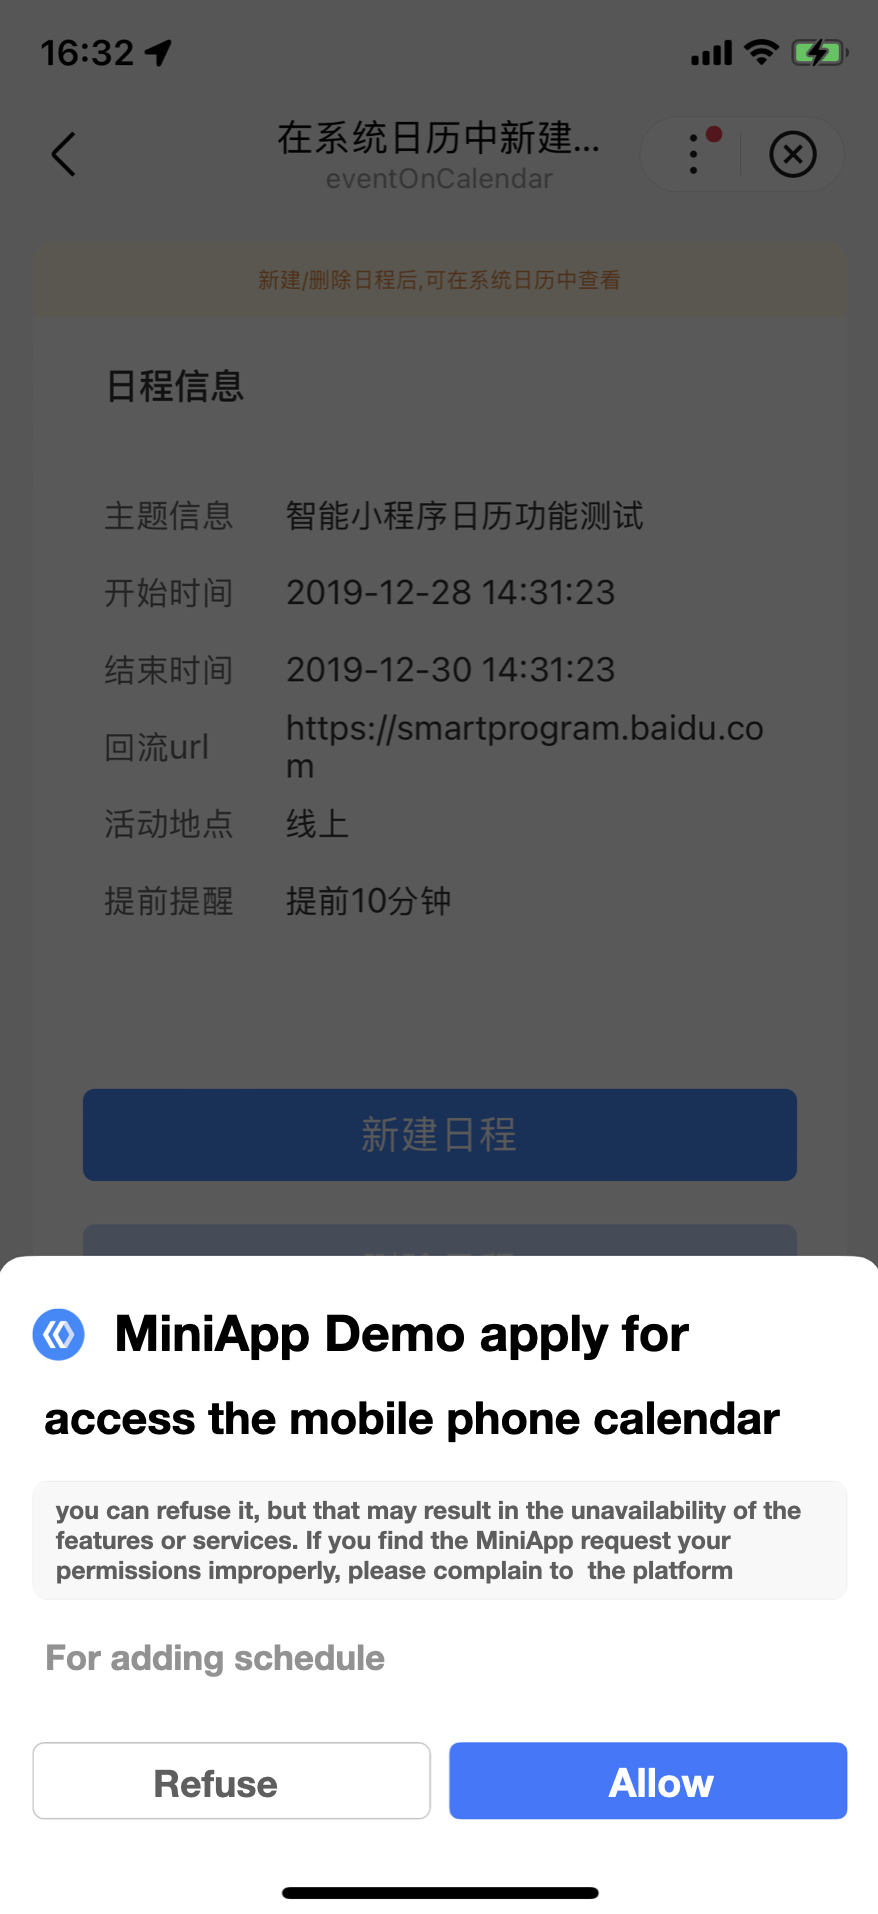 16:32
在系统日历中新建...
eventOnCalendar
新建/删除日程后,可在系统日历中查看
日程信息
主题信息 智能小程序日历功能测试
开始时间 2019-12-28 14:31:23
结束时间 2019-12-30 14:31:23
回流url https://smartprogram.baidu.co
m
活动地点 线上
提前提醒 提前10分钟
新建日程
MiniApp Demo apply for
access the mobile phone calendar
you can refuse it, but that may result in the unavailability of the
features or services. If you find the MiniApp request your
permissions improperly, please complain to  the platform
For adding schedule
Refuse Allow